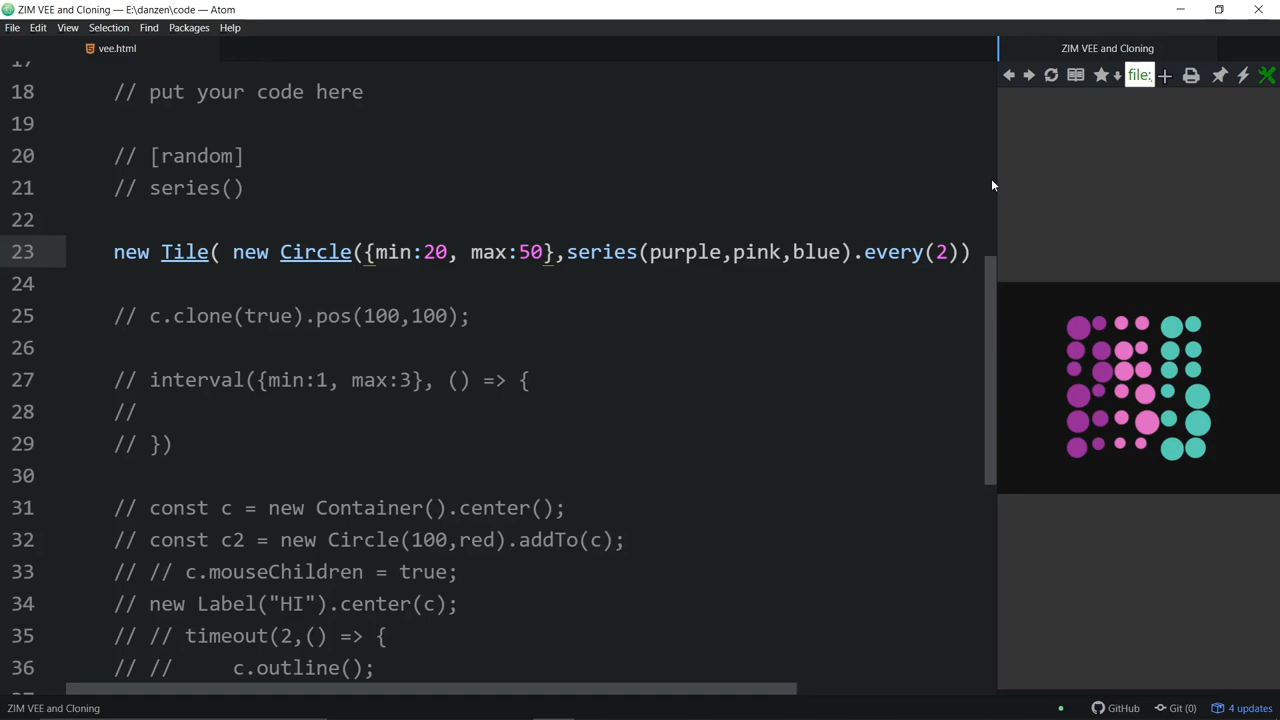 ZIM VEE and Cloning — E:\danzen\code — Atom
File Edit View Selection Find Packages Help
vee.html
ZIM VEE and Cloning
file:
18 // put your code here
19
20 // [random]
21 // series()
22
23 new Tile( new Circle({min:20, max:50},series(purple,pink,blue).every(2))
24
25 // c.clone(true).pos(100,100);
26
27 // interval({min:1, max:3}, () => {
28 //
29 // })
30
31 // const c = new Container().center();
32 // const c2 = new Circle(100,red).addTo(c);
33 // // c.mouseChildren = true;
34 // new Label("HI").center(c);
35 // // timeout(2,() => {
36 // // c.outline();
ZIM VEE and Cloning
GitHub
Git (0)
4 updates